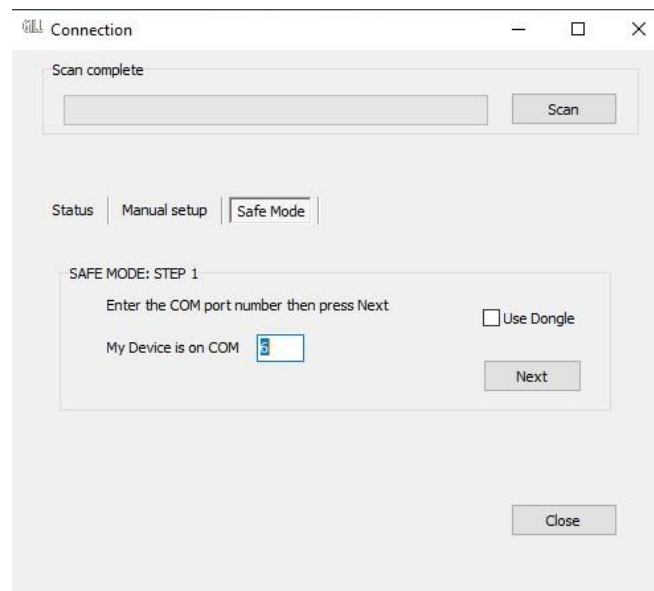 GILL Connection
Scan complete
Scan
Status Manual setup Safe Mode
SAFE MODE: STEP 1
Enter the COM port number then press Next
Use Dongle
My Device is on COM
Next
Close